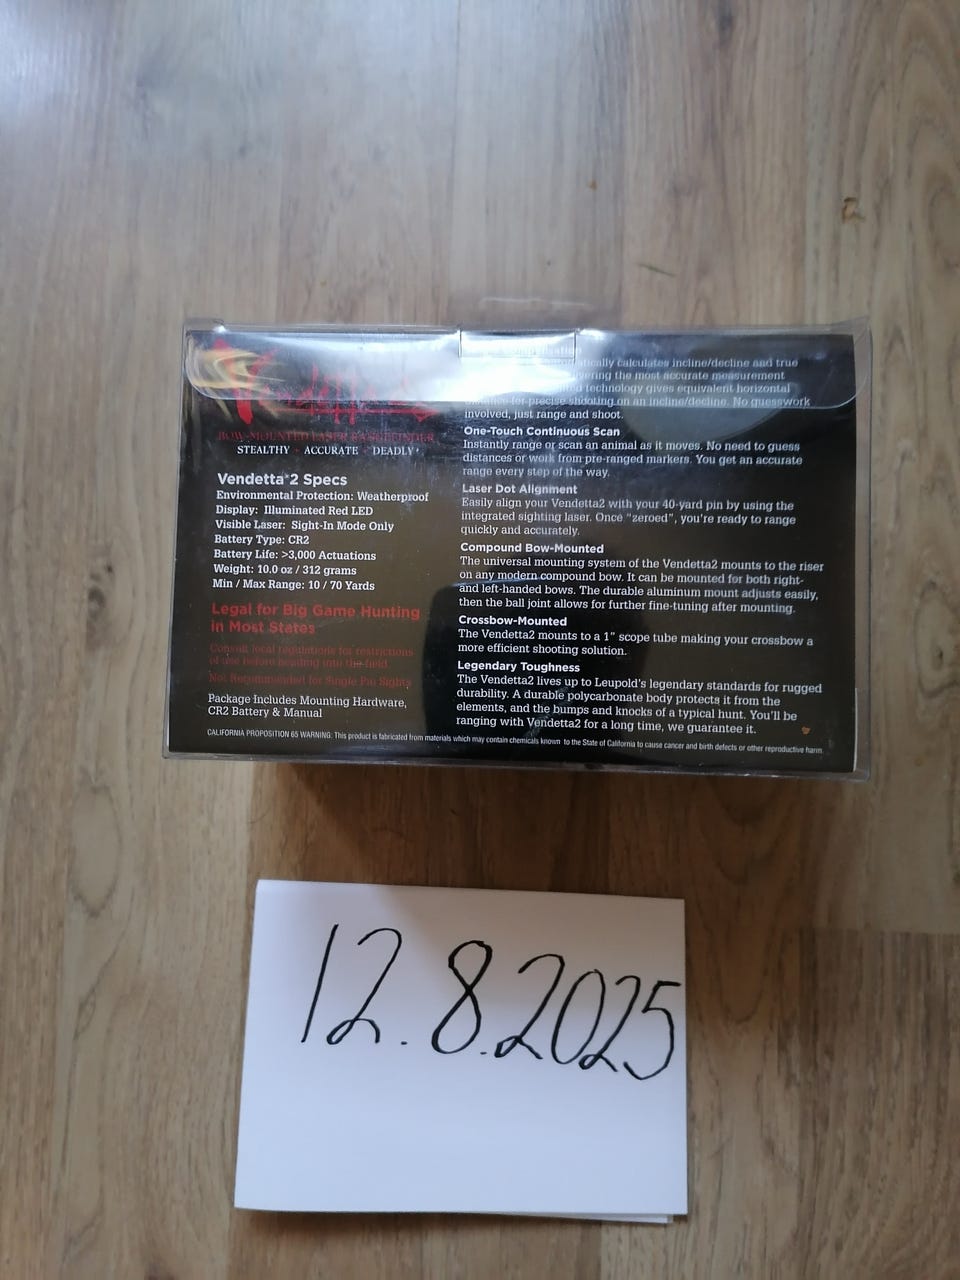 Vendetta
BOW-MOUNTED LASER RANGEFINDER
STEALTHY ACCURATE DEADLY
Vendetta®2 Specs
Environmental Protection: Weatherproof
Display: Illuminated Red LED
Visible Laser: Sight-In Mode Only
Battery Type: CR2
Battery Life: >3,000 Actuations
Weight: 10.0 oz / 312 grams
Min / Max Range: 10 / 70 Yards
Legal for Big Game Hunting
in Most States
Consult local regulations for restrictions
of use before heading into the field.
Not Recommended for Single Pin Sights
Package Includes Mounting Hardware,
CR2 Battery & Manual
calculates incline/decline and true
the most accurate measurement
technology gives equivalent horizontal
for precise shooting on an incline/decline. No guesswork
involved, just range and shoot.
One-Touch Continuous Scan
Instantly range or scan an animal as it moves. No need to guess
distances or work from pre-ranged markers. You get an accurate
range every step of the way.
Laser Dot Alignment
Easily align your Vendetta2 with your 40-yard pin by using the
integrated sighting laser. Once “zeroed”, you're ready to range
quickly and accurately.
Compound Bow-Mounted
The universal mounting system of the Vendetta2 mounts to the riser
on any modern compound bow. It can be mounted for both right-
and left-handed bows. The durable aluminum mount adjusts easily,
then the ball joint allows for further fine-tuning after mounting.
Crossbow-Mounted
The Vendetta2 mounts to a 1” scope tube making your crossbow a
more efficient shooting solution.
Legendary Toughness
The Vendetta2 lives up to Leupold's legendary standards for rugged
durability. A durable polycarbonate body protects it from the
elements, and the bumps and knocks of a typical hunt. You'll be
ranging with Vendetta2 for a long time, we guarantee it.
CALIFORNIA PROPOSITION 65 WARNING: This product is fabricated from materials which may contain chemicals known to the State of California to cause cancer and birth defects or other reproductive harm.
12.8.2025